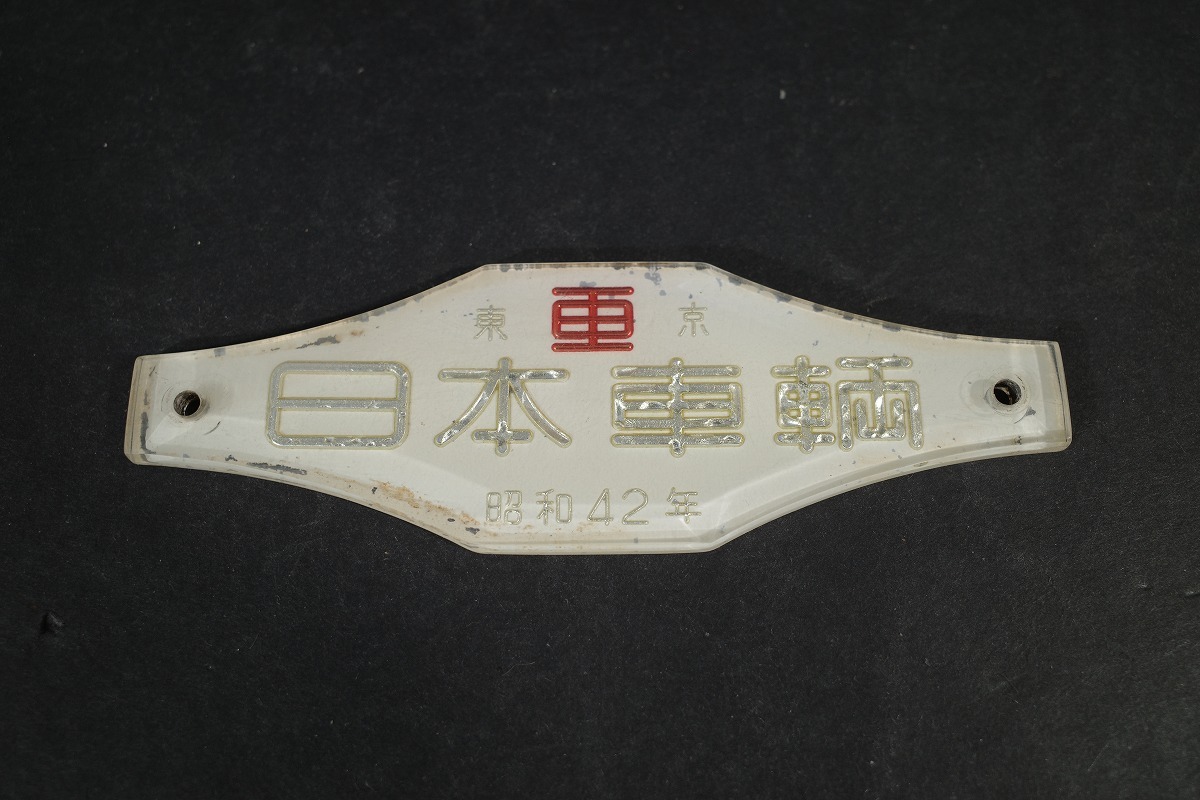 東 車 京
日本車輌
昭和42年